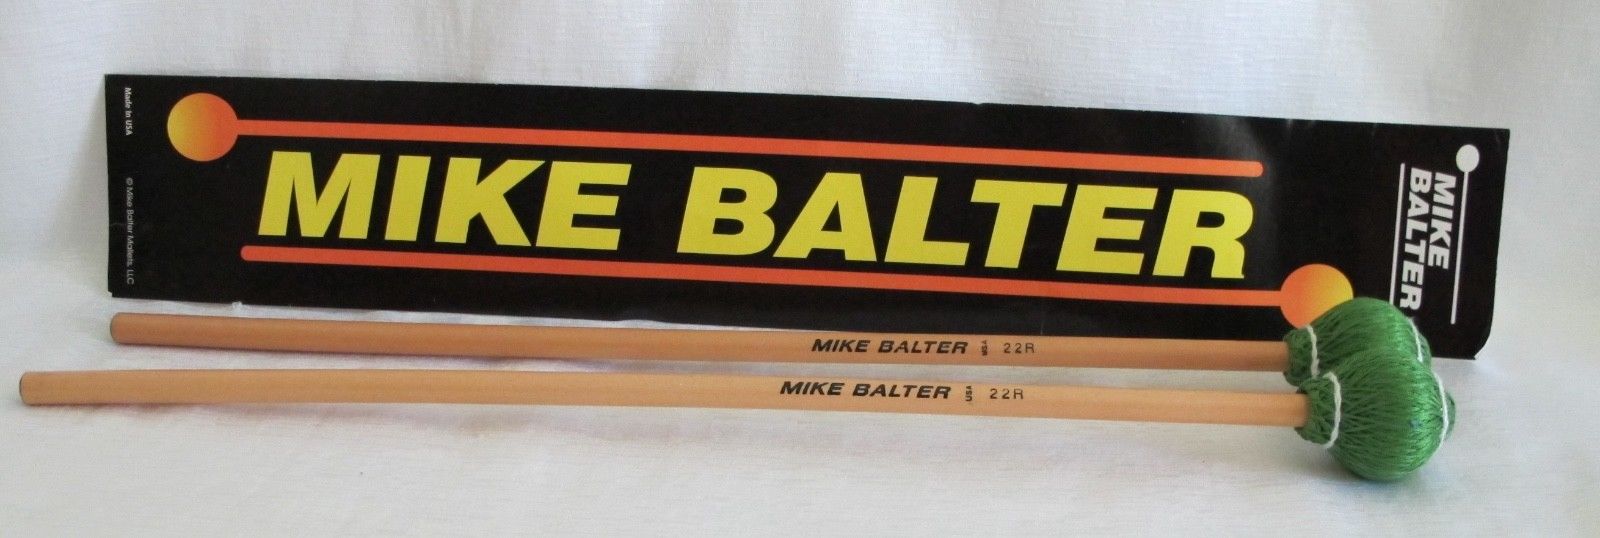 Made in USA
© Mike Balter Mallets, LLC
MIKE BALTER
MIKE
BALTER
MIKE BALTER USA 22R
MIKE BALTER USA 22R